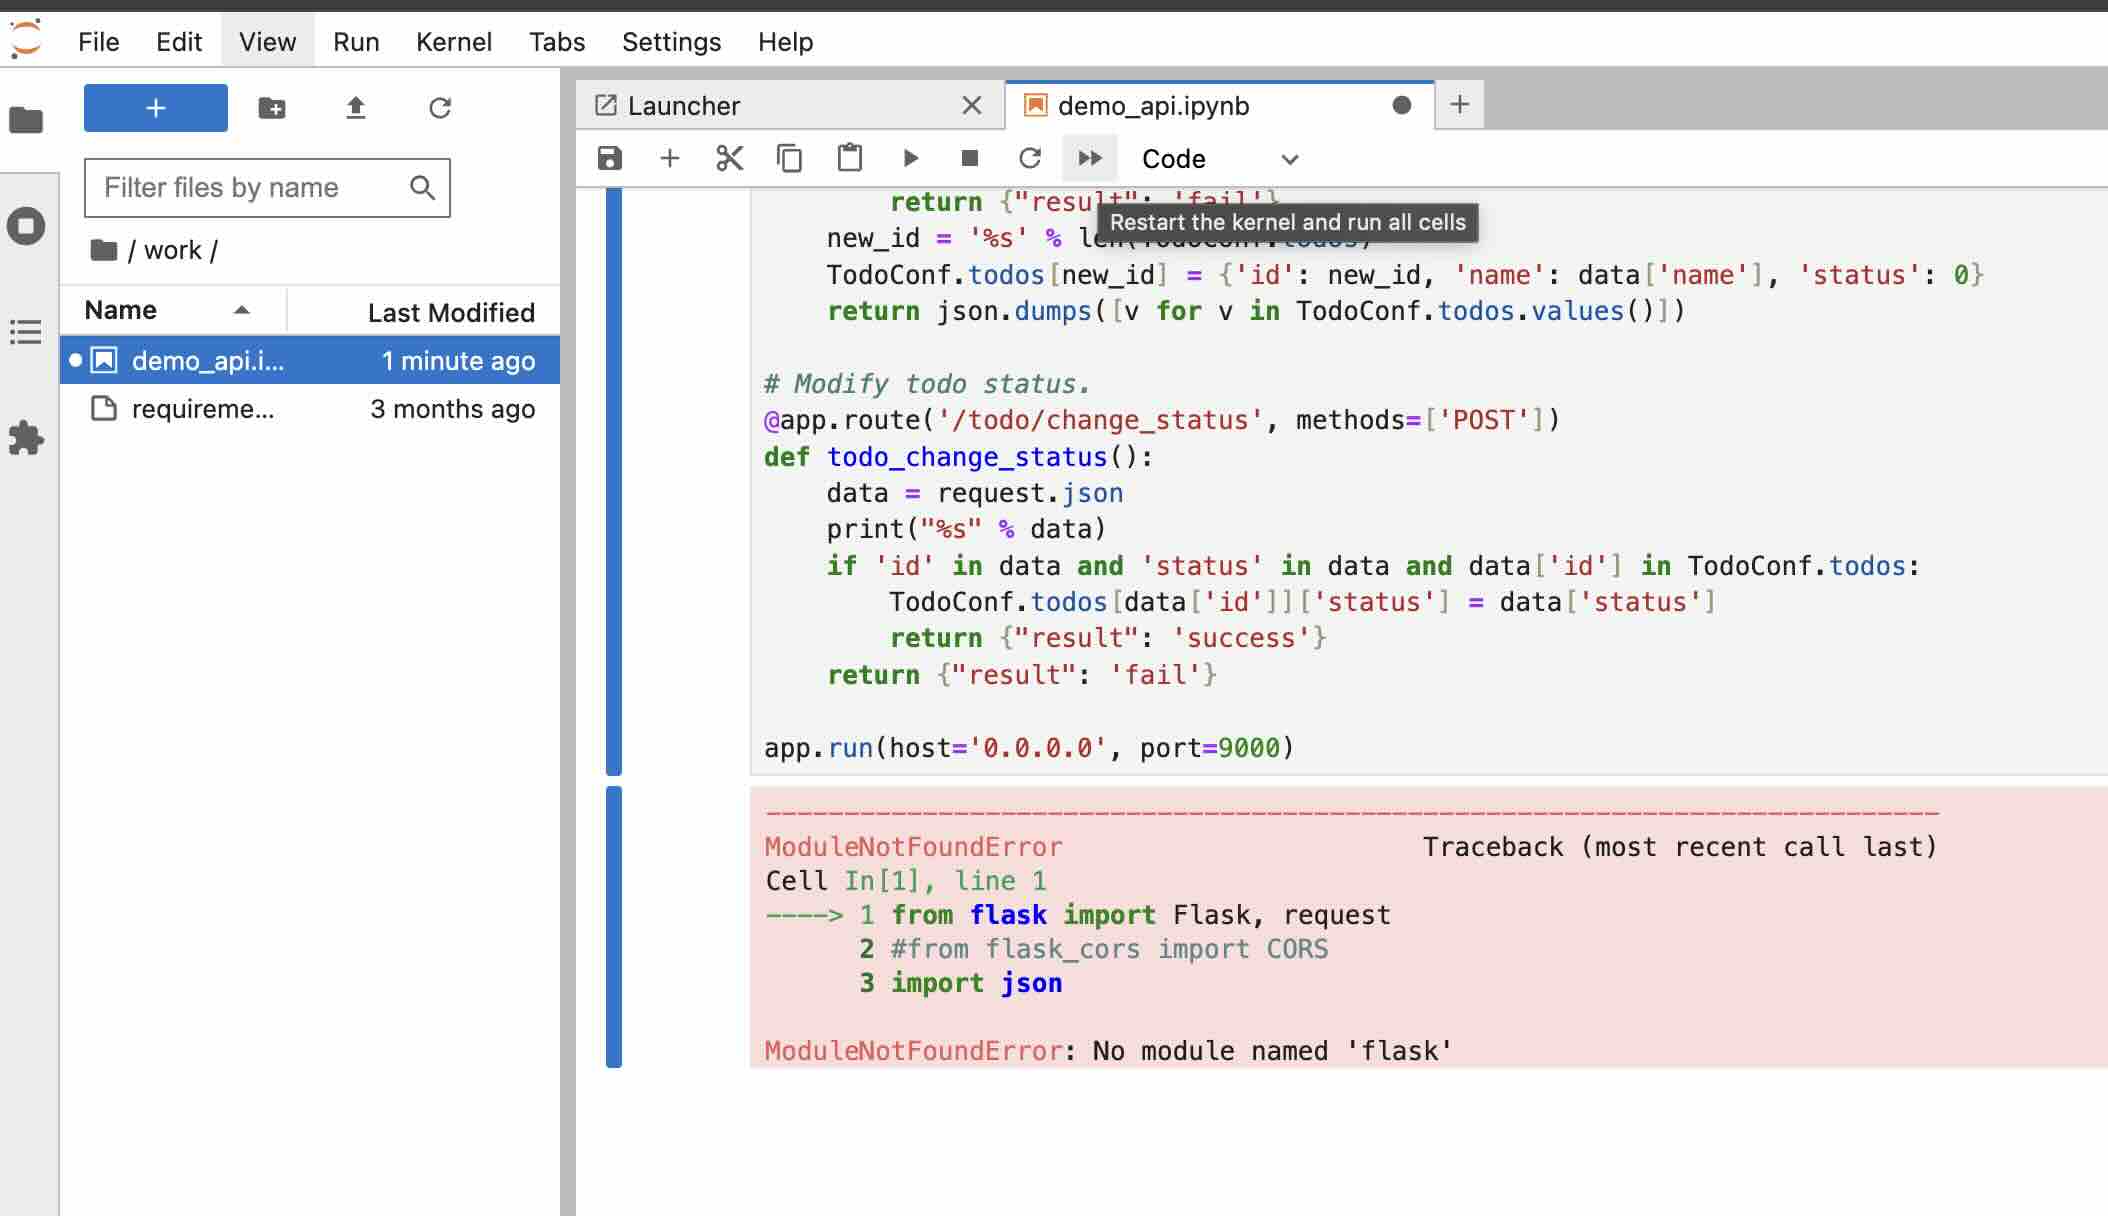 File Edit View Run Kernel Tabs Settings Help
+
Filter files by name
/ work /
Name Last Modified
demo_api.i... 1 minute ago
requireme... 3 months ago
Launcher demo_api.ipynb
Code
return {"result": 'fail'}
Restart the kernel and run all cells
new_id = '%s' % len(TodoConf.todos)
TodoConf.todos[new_id] = {'id': new_id, 'name': data['name'], 'status': 0}
return json.dumps([v for v in TodoConf.todos.values()])
# Modify todo status.
@app.route('/todo/change_status', methods=['POST'])
def todo_change_status():
data = request.json
print("%s" % data)
if 'id' in data and 'status' in data and data['id'] in TodoConf.todos:
TodoConf.todos[data['id']]['status'] = data['status']
return {"result": 'success'}
return {"result": 'fail'}
app.run(host='0.0.0.0', port=9000)
---------------------------------------------------------------------------
ModuleNotFoundError Traceback (most recent call last)
Cell In[1], line 1
----> 1 from flask import Flask, request
2 #from flask_cors import CORS
3 import json
ModuleNotFoundError: No module named 'flask'